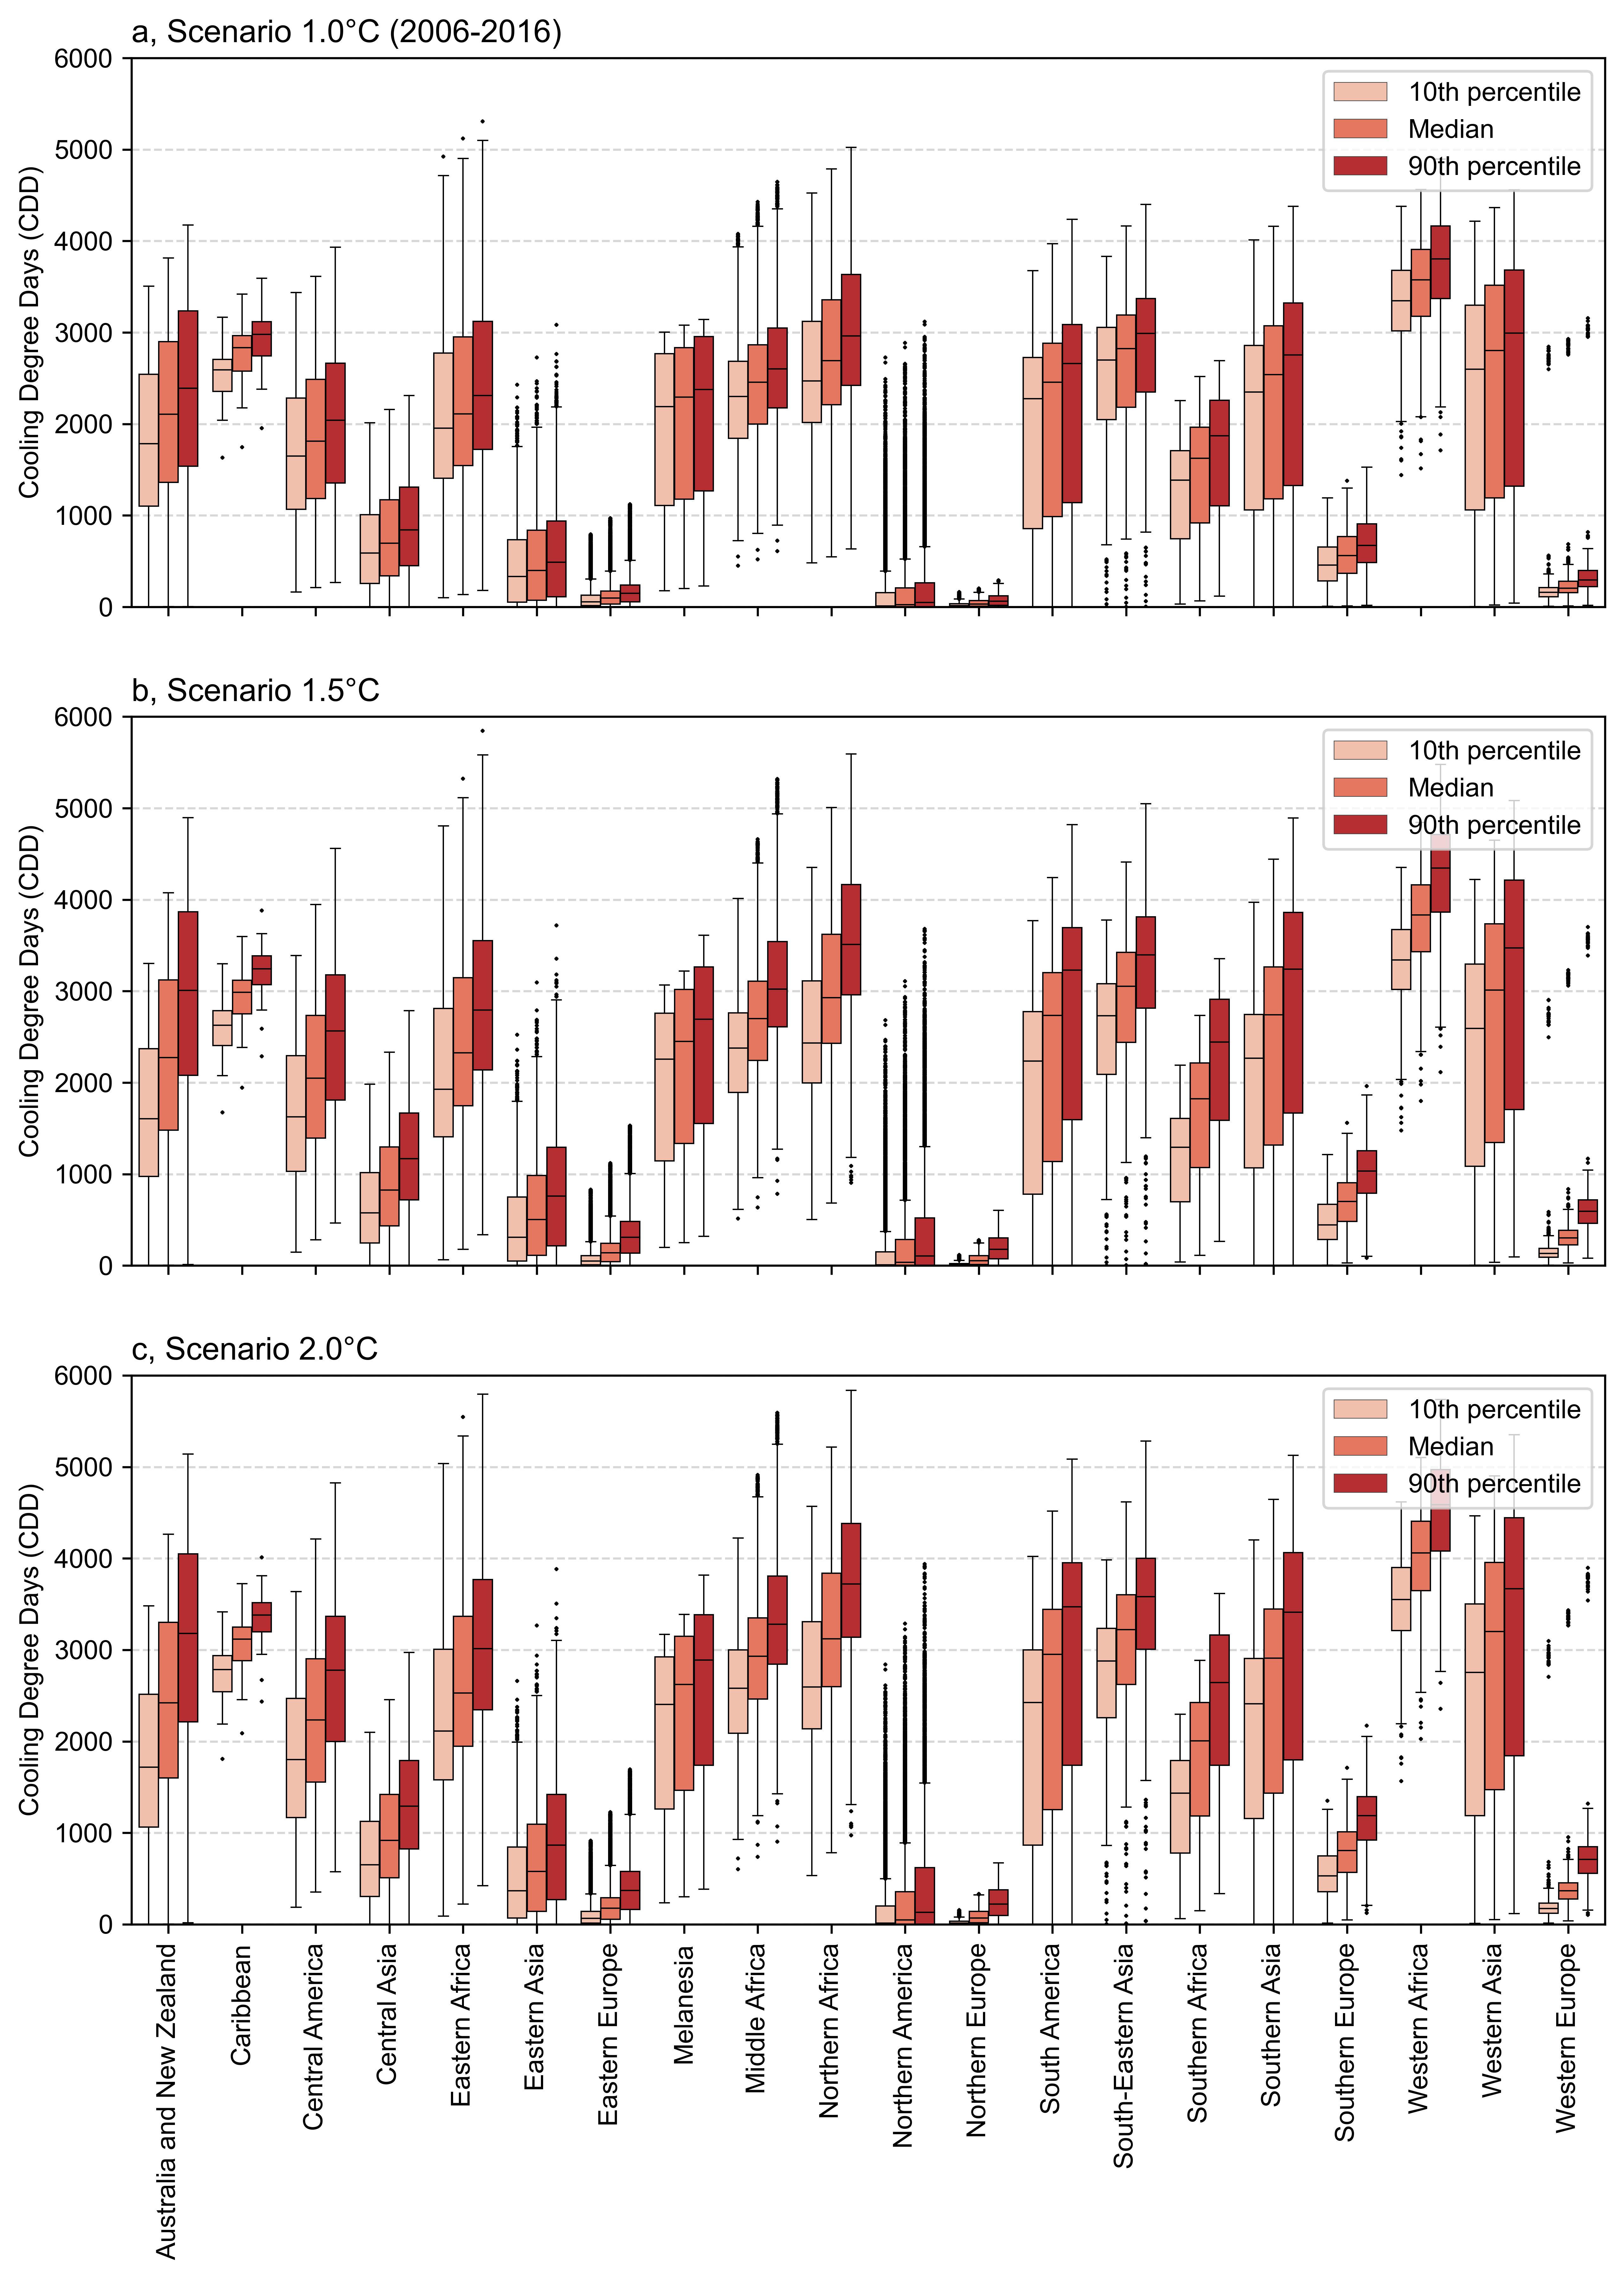 a, Scenario 1.0°C (2006-2016)
6000
5000
4000
3000
2000
1000
0
Cooling Degree Days (CDD)
10th percentile
Median
90th percentile
b, Scenario 1.5°C
6000
5000
4000
3000
2000
1000
0
Cooling Degree Days (CDD)
10th percentile
Median
90th percentile
c, Scenario 2.0°C
6000
5000
4000
3000
2000
1000
0
Cooling Degree Days (CDD)
10th percentile
Median
90th percentile
Australia and New Zealand
Caribbean
Central America
Central Asia
Eastern Africa
Eastern Asia
Eastern Europe
Melanesia
Middle Africa
Northern Africa
Northern America
Northern Europe
South America
South-Eastern Asia
Southern Africa
Southern Asia
Southern Europe
Western Africa
Western Asia
Western Europe